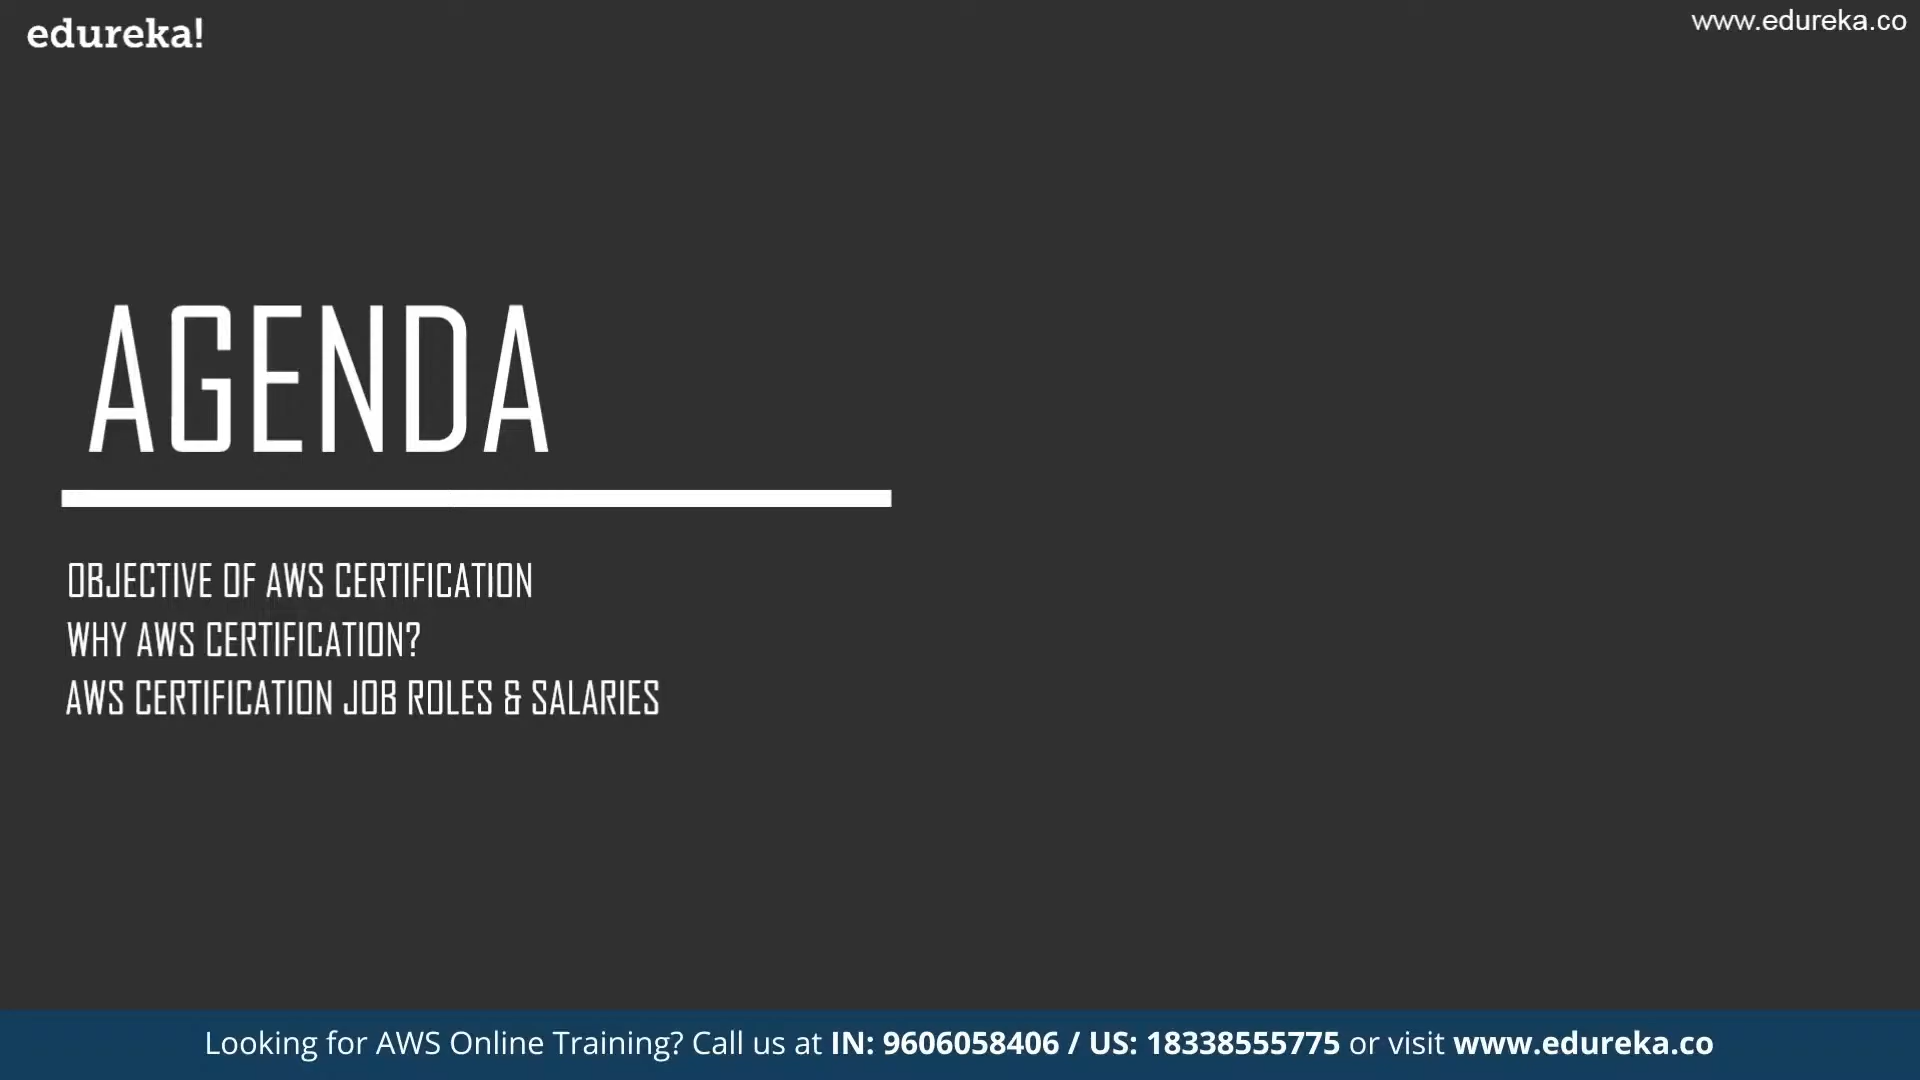 edureka!
www.edureka.co
AGENDA
OBJECTIVE OF AWS CERTIFICATION
WHY AWS CERTIFICATION?
AWS CERTIFICATION JOB ROLES & SALARIES
Looking for AWS Online Training? Call us at IN: 9606058406 / US: 18338555775 or visit www.edureka.co